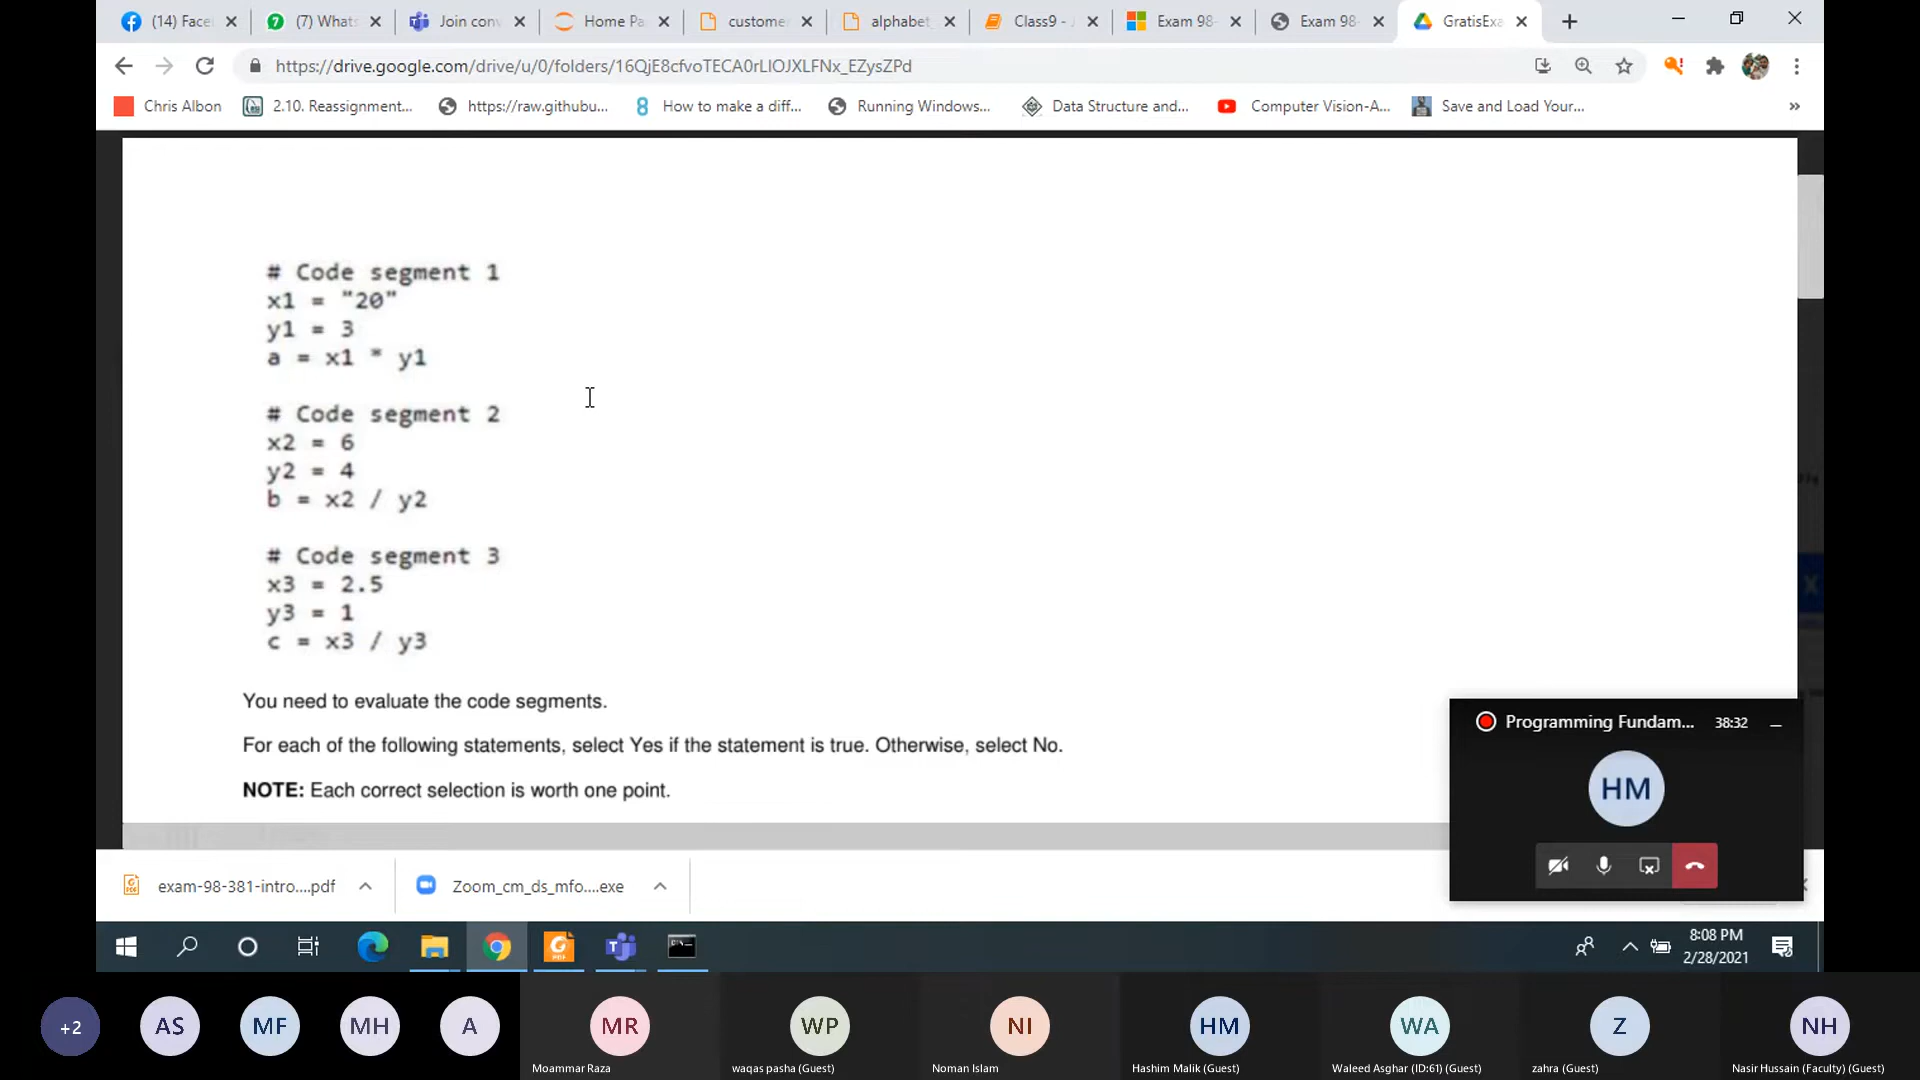 (14) Face
(7) Whats
Join conv
Home Pa
custome
alphabet
Class9 -
Exam 98-
Exam 98-
GratisExa
https://drive.google.com/drive/u/0/folders/16QjE8cfvoTECA0rLlOJXLFNx_EZysZPd
Chris Albon
2.10. Reassignment...
https://raw.githubu...
How to make a diff...
Running Windows...
Data Structure and...
Computer Vision-A...
Save and Load Your...
»
# Code segment 1
x1 = "20"
y1 = 3
a = x1 * y1
# Code segment 2
x2 = 6
y2 = 4
b = x2 / y2
# Code segment 3
x3 = 2.5
y3 = 1
c = x3 / y3
You need to evaluate the code segments.
For each of the following statements, select Yes if the statement is true. Otherwise, select No.
NOTE: Each correct selection is worth one point.
Programming Fundam... 38:32
HM
exam-98-381-intro....pdf
Zoom_cm_ds_mfo....exe
8:08 PM
2/28/2021
+2
AS
MF
MH
A
MR
WP
NI
HM
WA
Z
NH
Moammar Raza
waqas pasha (Guest)
Noman Islam
Hashim Malik (Guest)
Waleed Asghar (ID:61) (Guest)
zahra (Guest)
Nasir Hussain (Faculty) (Guest)